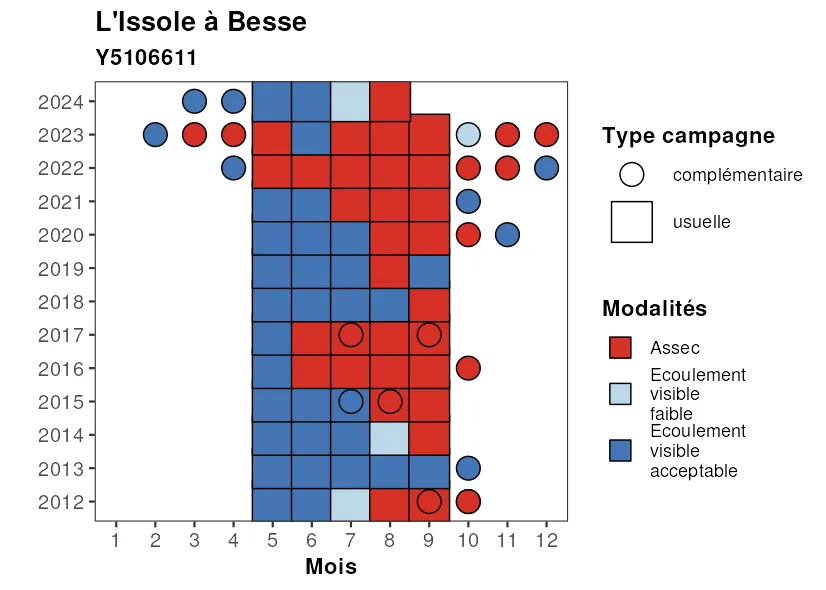 L'Issole à Besse
Y5106611
2024
2023
2022
2021
2020
2019
2018
2017
2016
2015
2014
2013
2012
1 2 3 4 5 6 7 8 9 10 11 12
Mois
Type campagne
complémentaire
usuelle
Modalités
Assec
Ecoulement
visible
faible
Ecoulement
visible
acceptable